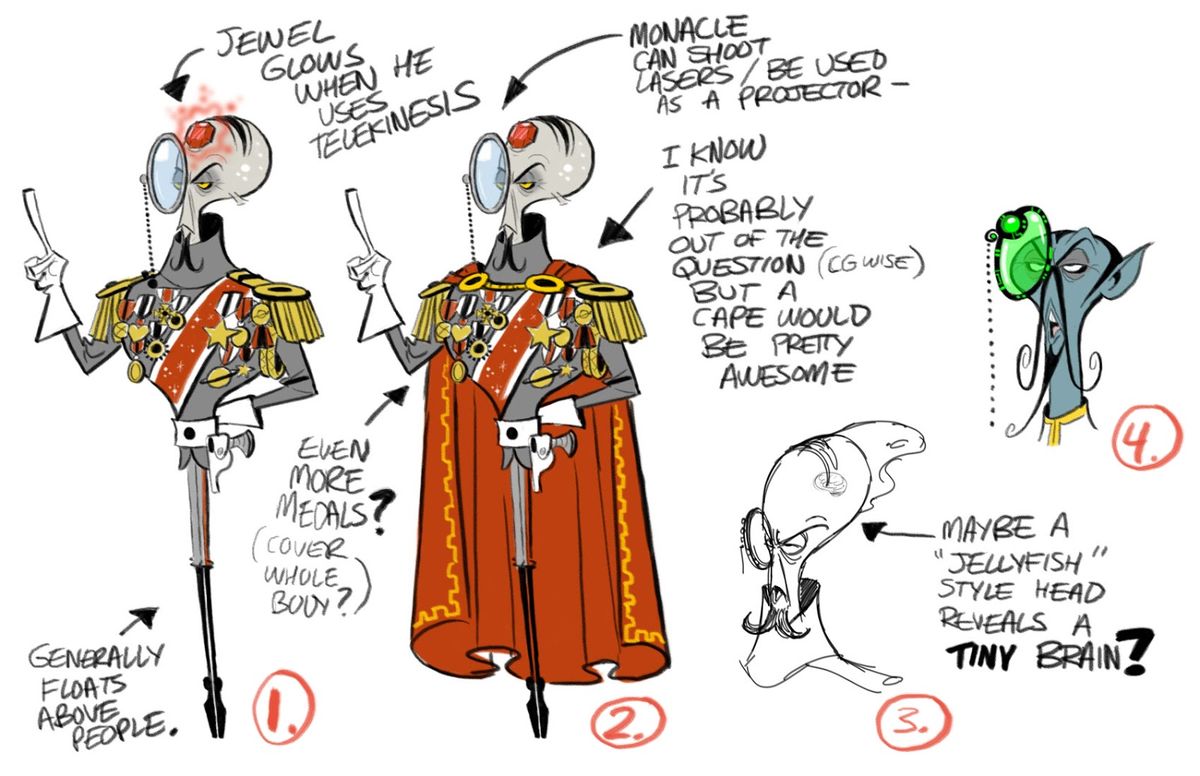 JEWEL
GLOWS
WHEN HE
USES
TELEKINESIS
MONACLE
CAN SHOOT
LASERS / BE USED
AS A PROJECTOR –
I KNOW
IT'S
PROBABLY
OUT OF THE
QUESTION (CG WISE)
BUT A
CAPE WOULD
BE PRETTY
AWESOME
EVEN
MORE
MEDALS?
(COVER
WHOLE
BODY?)
GENERALLY
FLOATS
ABOVE
PEOPLE.
1.
2.
MAYBE A
"JELLYFISH"
STYLE HEAD
REVEALS A
TINY BRAIN?
3.
4.